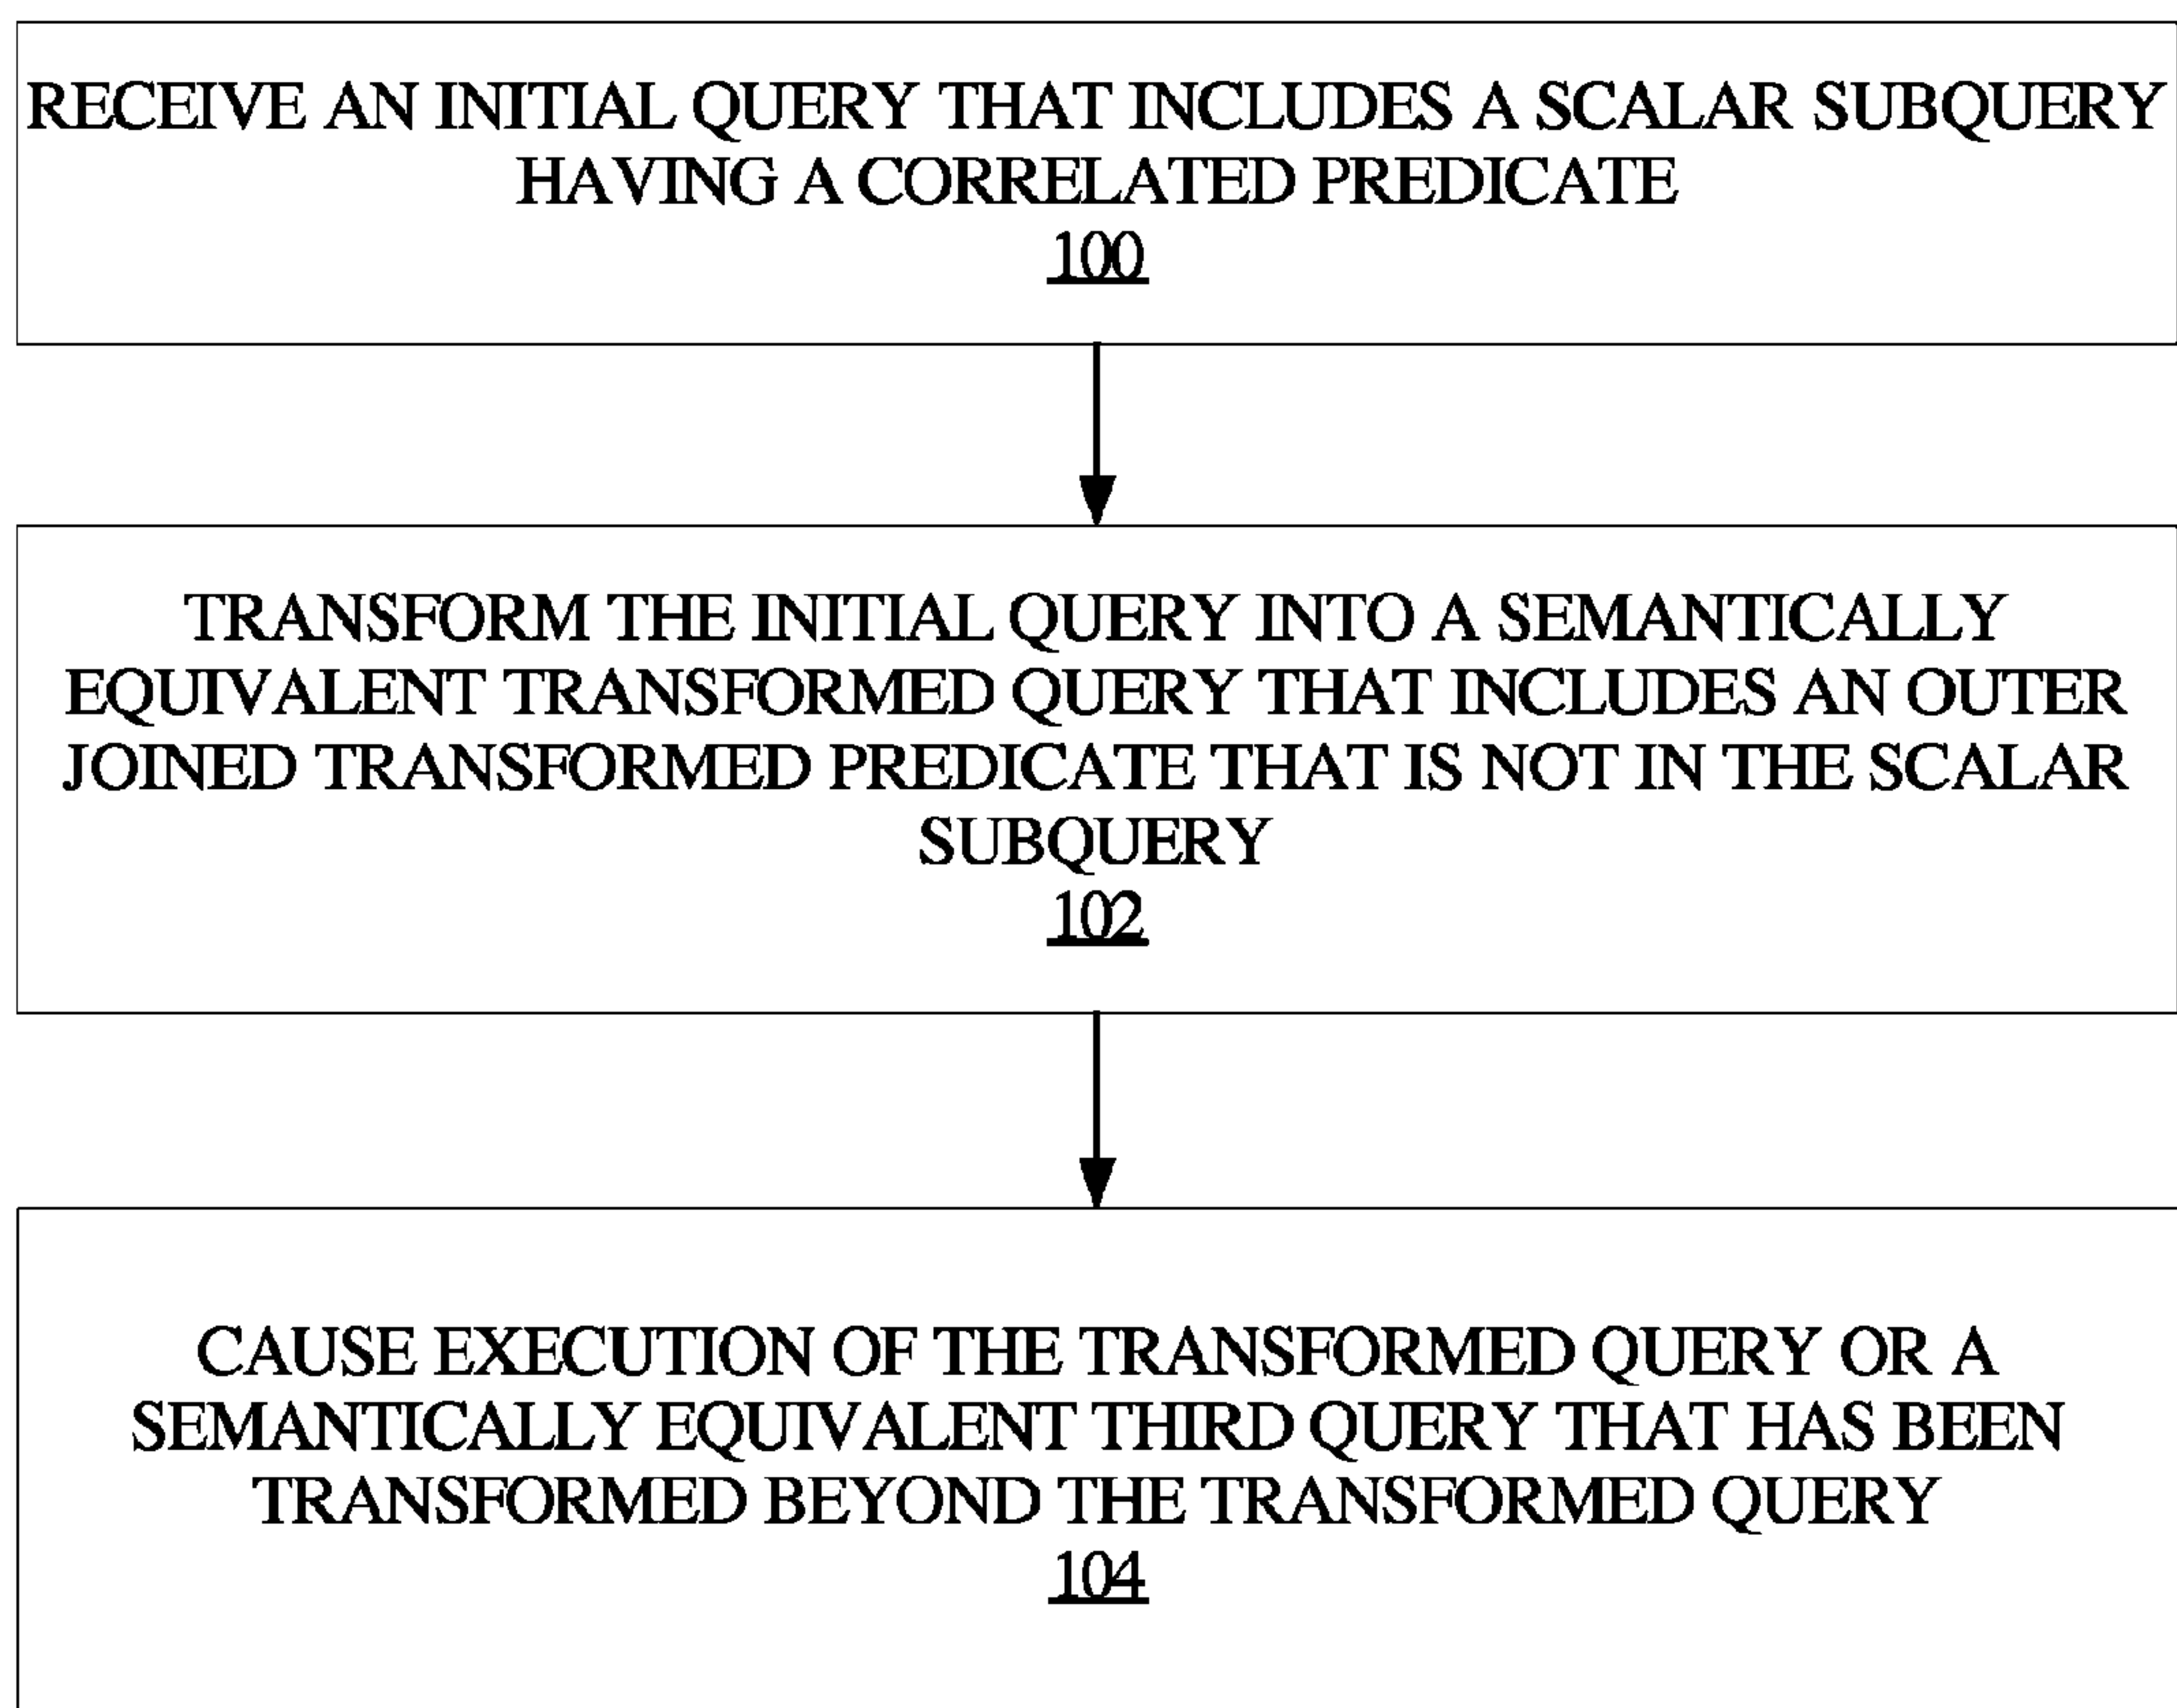 RECEIVE AN INITIAL QUERY THAT INCLUDES A SCALAR SUBQUERY
HAVING A CORRELATED PREDICATE
100
TRANSFORM THE INITIAL QUERY INTO A SEMANTICALLY
EQUIVALENT TRANSFORMED QUERY THAT INCLUDES AN OUTER
JOINED TRANSFORMED PREDICATE THAT IS NOT IN THE SCALAR
SUBQUERY
102
CAUSE EXECUTION OF THE TRANSFORMED QUERY OR A
SEMANTICALLY EQUIVALENT THIRD QUERY THAT HAS BEEN
TRANSFORMED BEYOND THE TRANSFORMED QUERY
104